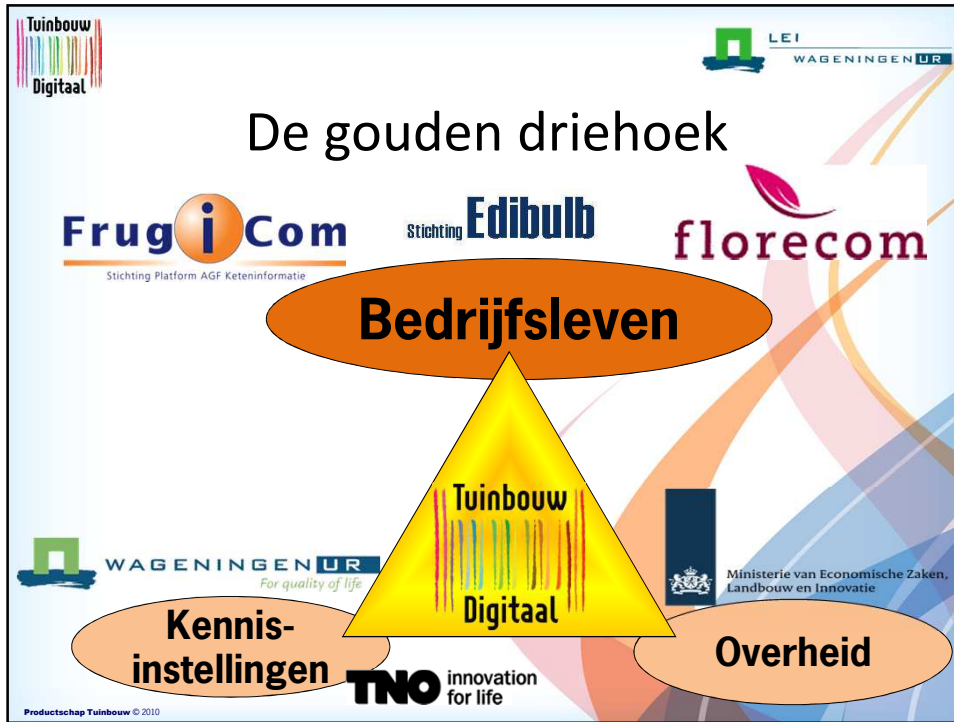 Tuinbouw
Digitaal
LEI
WAGENINGEN UR
De gouden driehoek
Frug i Com
Stichting Platform AGF Keteninformatie
Stichting Edibulb
florecom
Bedrijfsleven
Tuinbouw
Digitaal
WAGENINGEN UR
For quality of life
Ministerie van Economische Zaken,
Landbouw en Innovatie
Kennis-
instellingen
Overheid
TNO innovation
for life
Productschap Tuinbouw © 2010